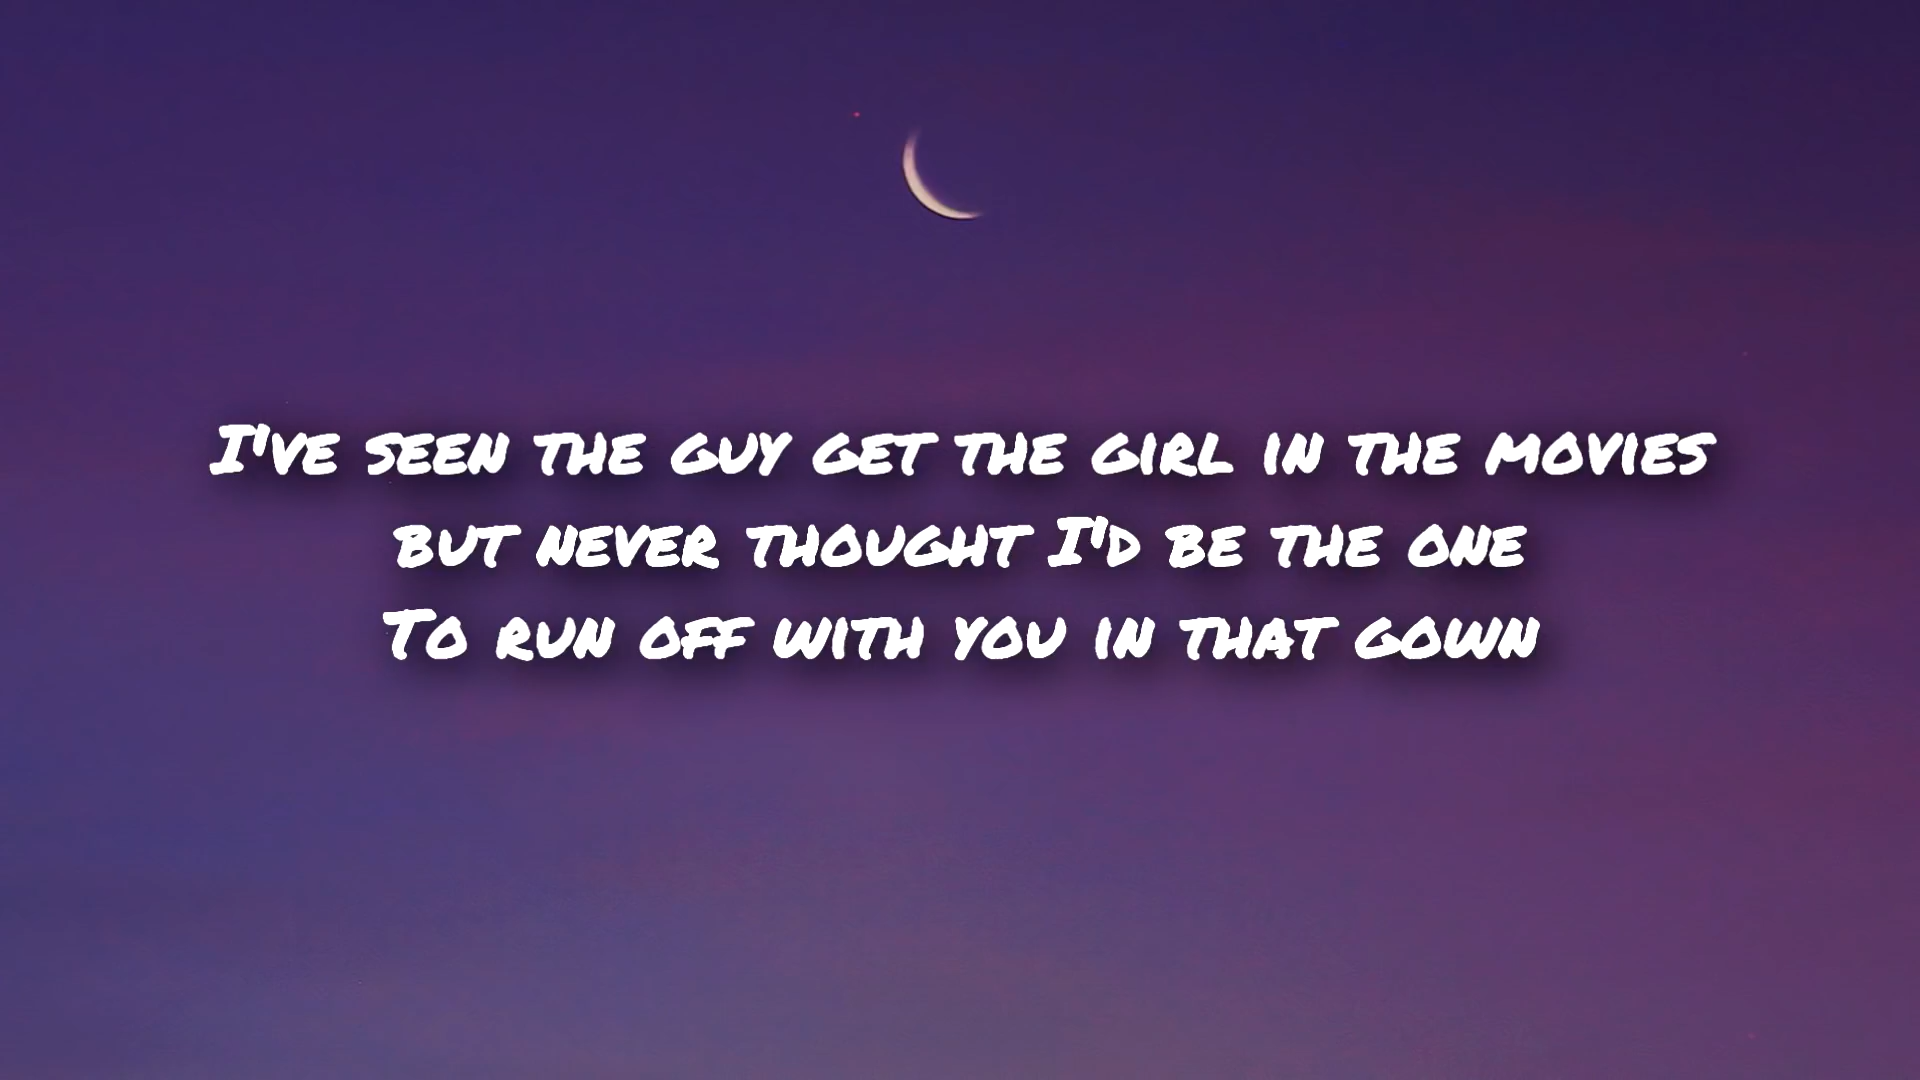 I've seen the guy get the girl in the movies
but never thought I'd be the one
To run off with you in that gown